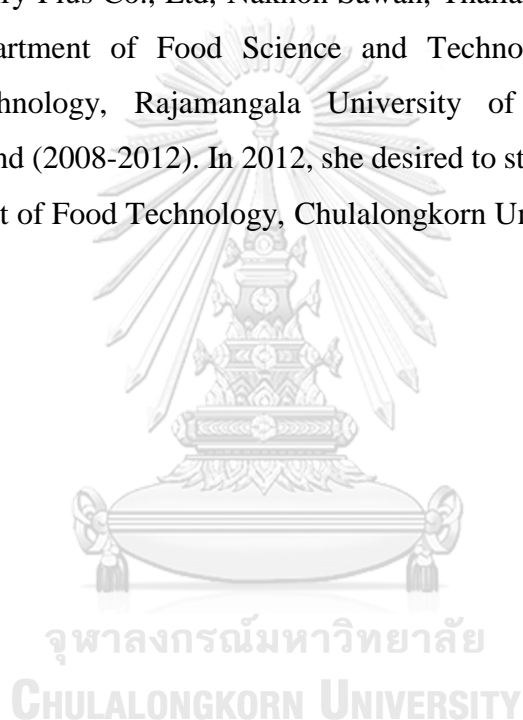 ry Plus Co., Ltd, Nakhon Sawan, Thaila
artment of Food Science and Techno
hnology, Rajamangala University of
nd (2008-2012). In 2012, she desired to st
t of Food Technology, Chulalongkorn Un
จุฬาลงกรณ์มหาวิทยาลัย
CHULALONGKORN UNIVERSITY